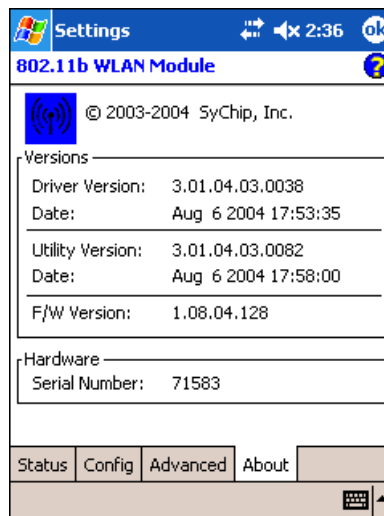 Settings 2:36 ok
802.11b WLAN Module ?
© 2003-2004 SyChip, Inc.
Versions
Driver Version: 3.01.04.03.0038
Date: Aug 6 2004 17:53:35
Utility Version: 3.01.04.03.0082
Date: Aug 6 2004 17:58:00
F/W Version: 1.08.04.128
Hardware
Serial Number: 71583
Status Config Advanced About